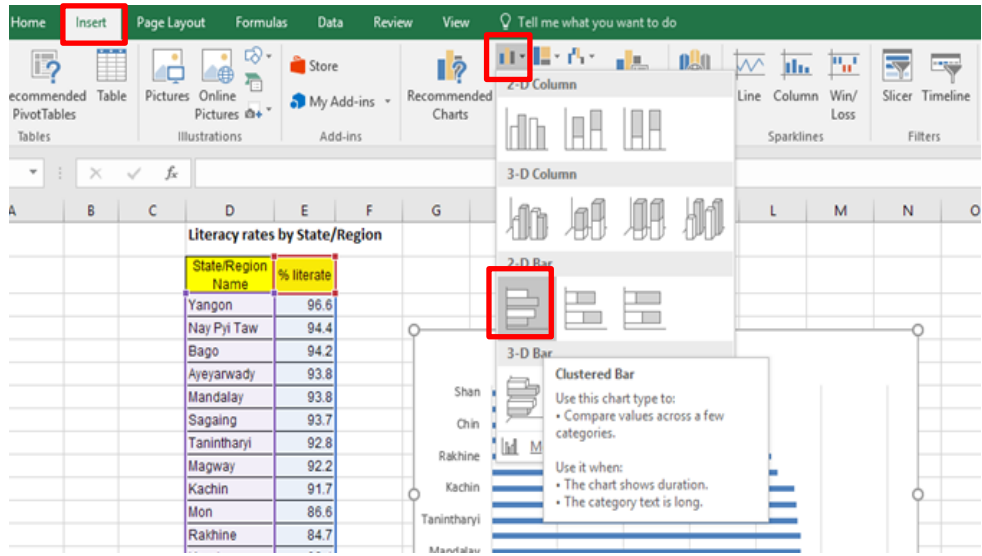 Home Insert Page Layout Formulas Data Review View Tell me what you want to do
Table
PivotTables
Tables
Pictures Online
Pictures
Illustrations
Store
My Add-ins
Add-ins
Recommended
Charts
Line Column Win/
Loss
Sparklines
Slicer Timeline
Filters
fx
2-D Column
3-D Column
2-D Bar
3-D Bar
Clustered Bar
Use this chart type to:
• Compare values across a few
categories.
Use it when:
• The chart shows duration.
• The category text is long.
A B C D E F G L M N O
Literacy rates by State/Region
State/Region
Name
% literate
Yangon 96.6
Nay Pyi Taw 94.4
Bago 94.2
Ayeyarwady 93.8
Mandalay 93.8
Sagaing 93.7
Tanintharyi 92.8
Magway 92.2
Kachin 91.7
Mon 86.6
Rakhine 84.7
Shan
Chin
Rakhine
Kachin
Tanintharyi
Mandalay